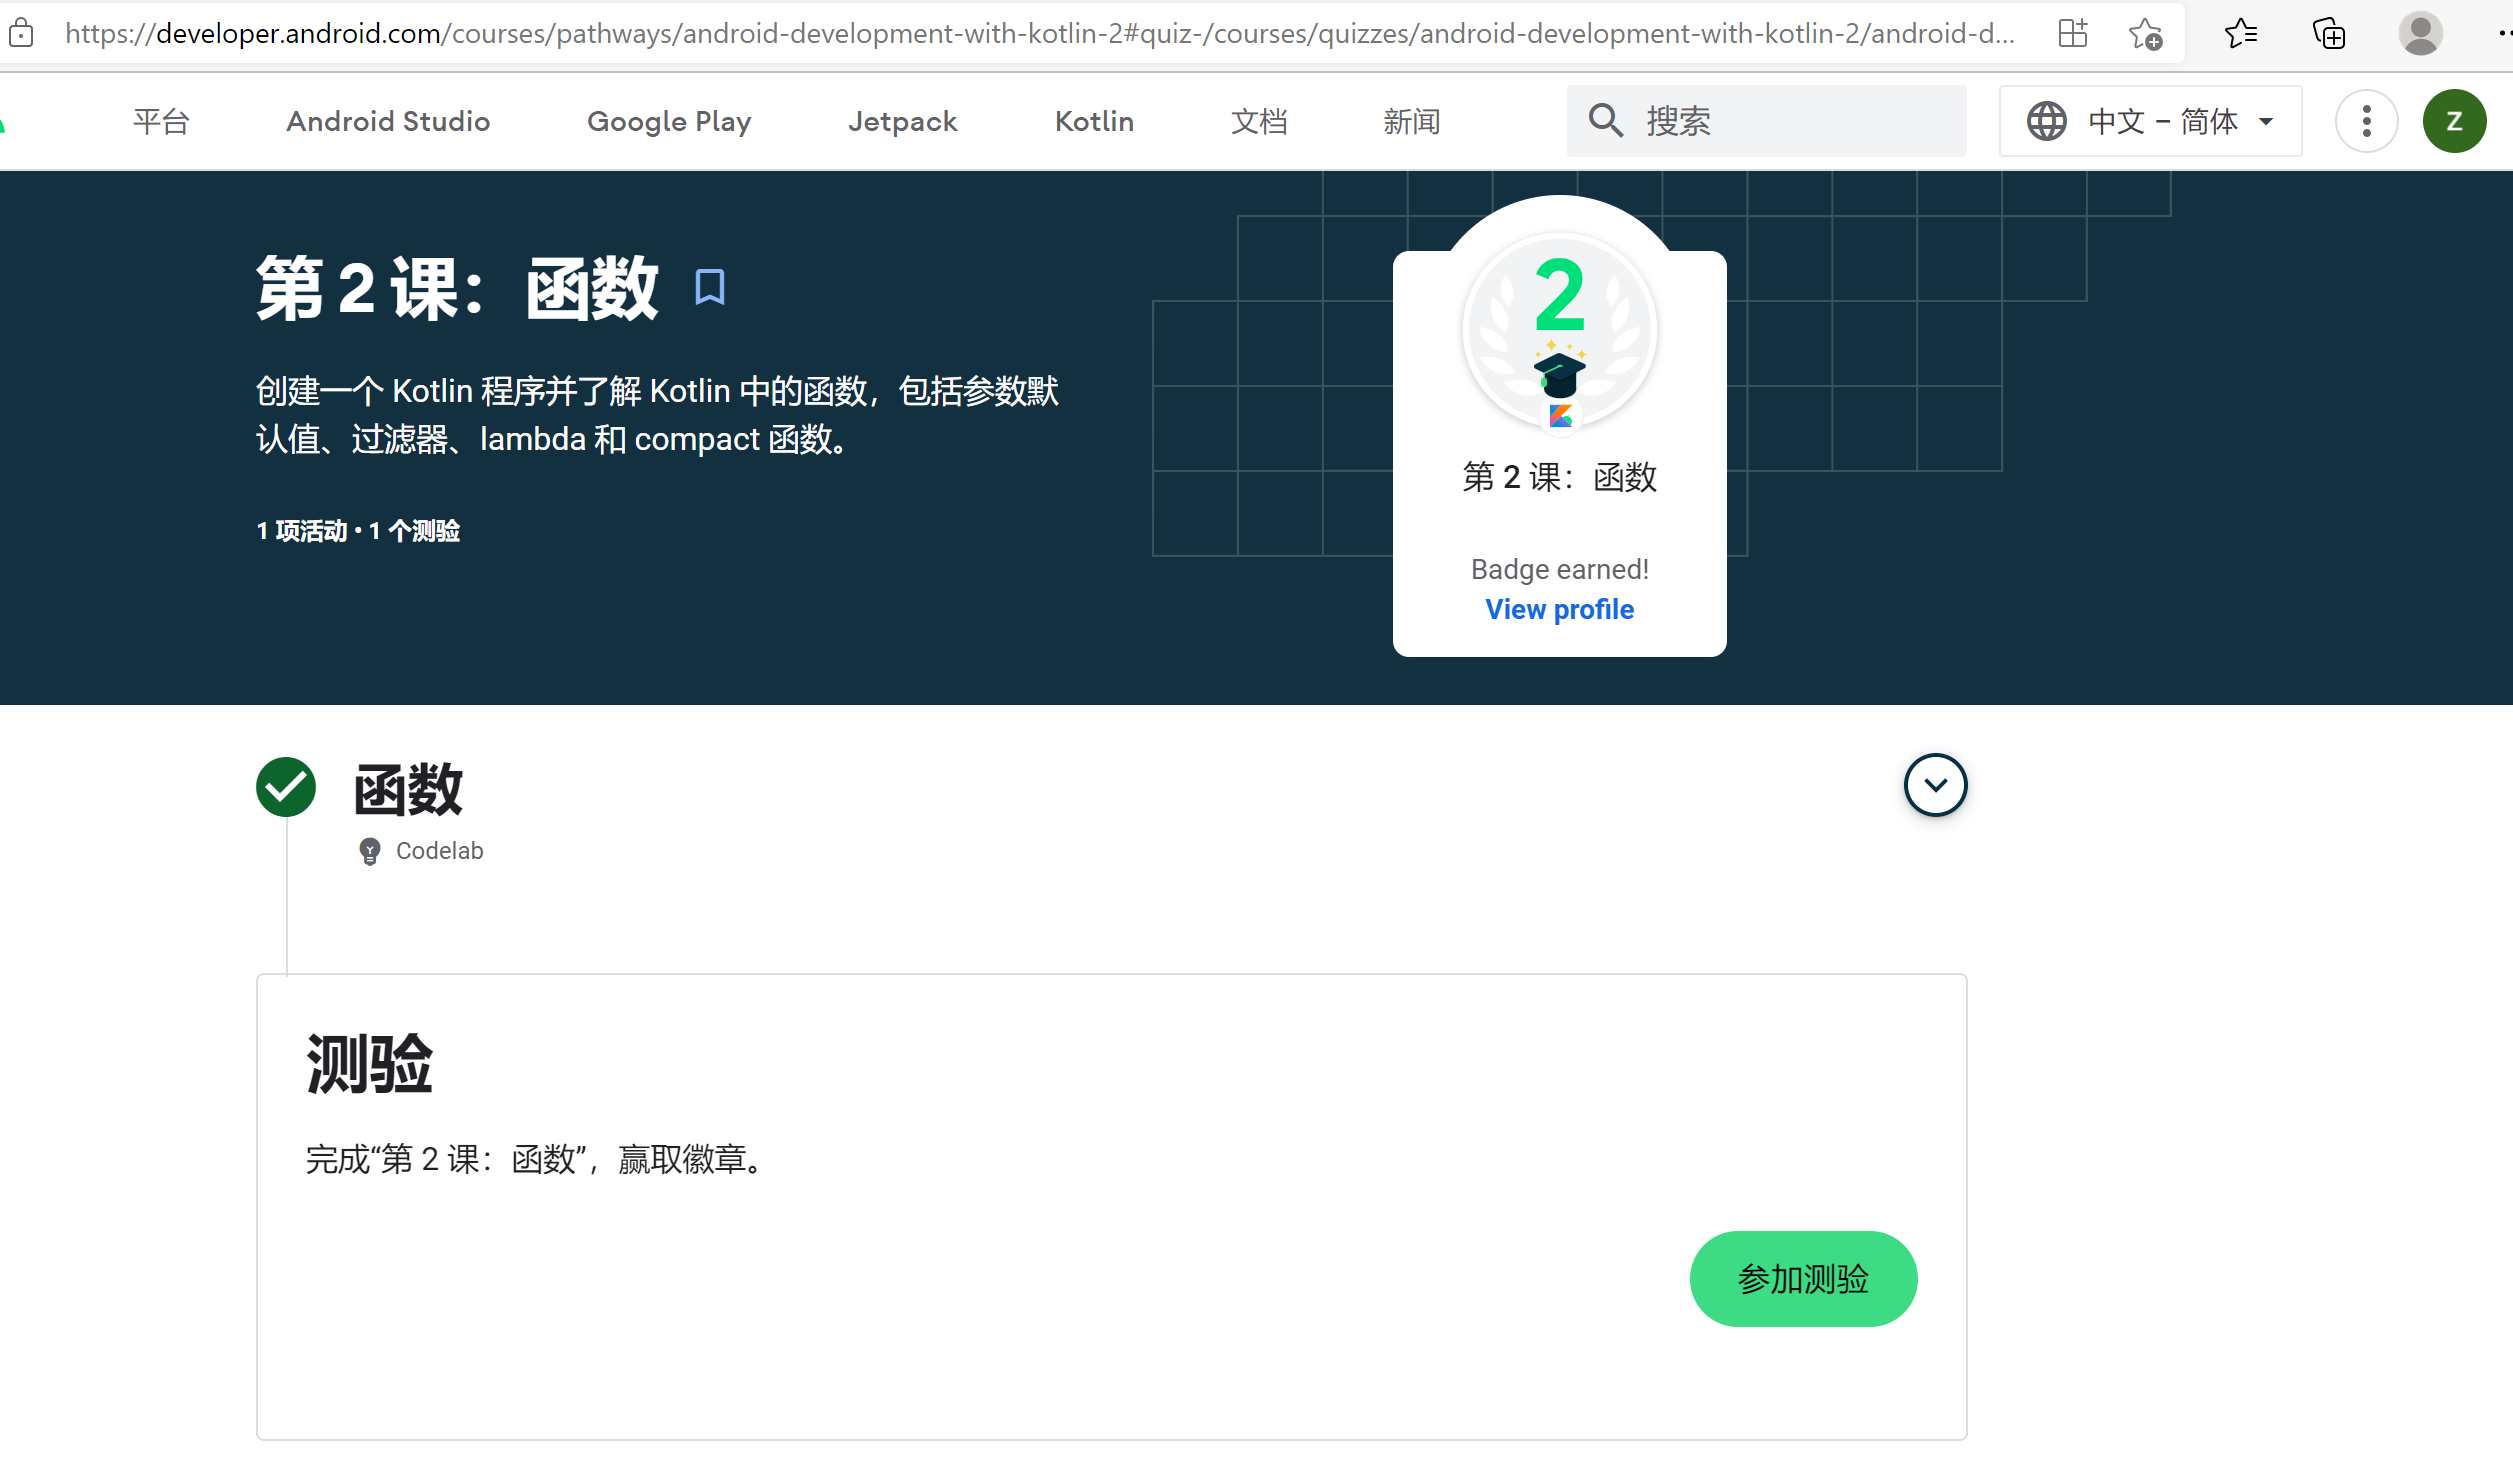 https://developer.android.com/courses/pathways/android-development-with-kotlin-2#quiz-/courses/quizzes/android-development-with-kotlin-2/android-d...
平台 Android Studio Google Play Jetpack Kotlin 文档 新闻 搜索 中文 – 简体 Z
第 2 课：函数
创建一个 Kotlin 程序并了解 Kotlin 中的函数，包括参数默
认值、过滤器、lambda 和 compact 函数。
1 项活动 • 1 个测验
2
第 2 课：函数
Badge earned!
View profile
函数
Codelab
测验
完成“第 2 课：函数”，赢取徽章。
参加测验